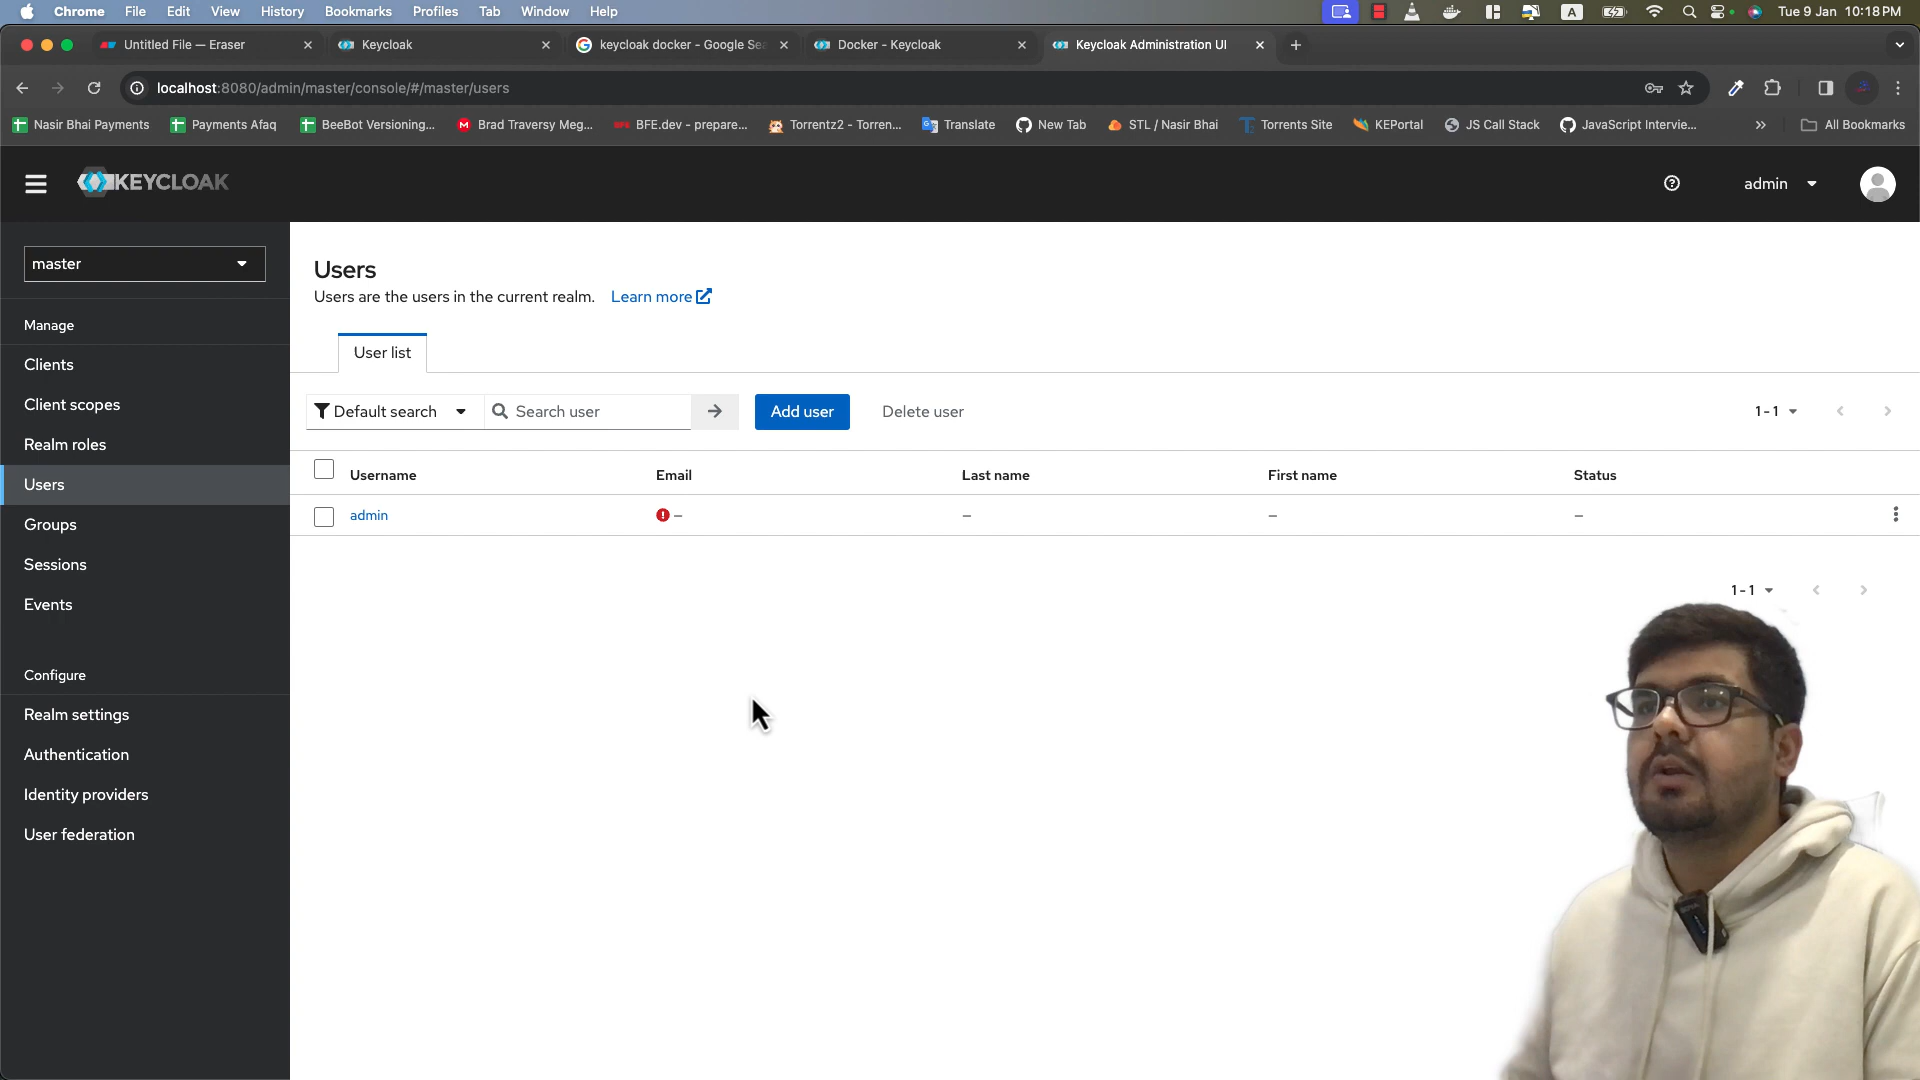 Chrome File Edit View History Bookmarks Profiles Tab Window Help
A Tue 9 Jan 10:18 PM
Untitled File — Eraser
Keycloak
keycloak docker - Google Se
Docker - Keycloak
Keycloak Administration UI
localhost:8080/admin/master/console/#/master/users
Nasir Bhai Payments
Payments Afaq
BeeBot Versioning...
Brad Traversy Meg...
BFE.dev - prepare...
Torrentz2 - Torren...
Translate
New Tab
STL / Nasir Bhai
Torrents Site
KEPortal
JS Call Stack
JavaScript Intervie...
»
All Bookmarks
KEYCLOAK
admin
master
Manage
Clients
Client scopes
Realm roles
Users
Groups
Sessions
Events
Configure
Realm settings
Authentication
Identity providers
User federation
Users
Users are the users in the current realm. Learn more
User list
Default search Search user Add user Delete user 1 - 1
Username Email Last name First name Status
admin – – – –
1 - 1